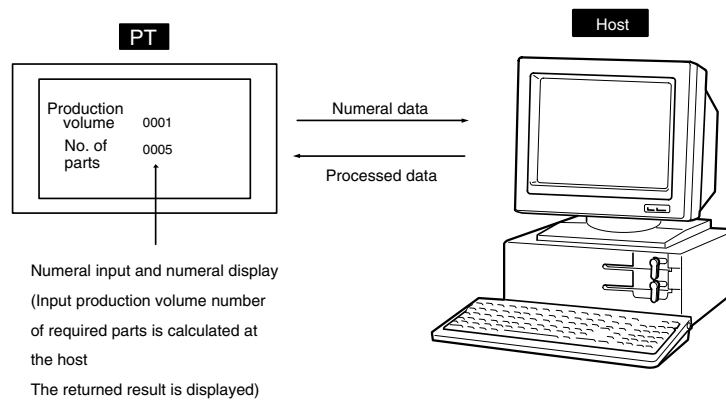 PT
Host
Production
volume 0001
No. of
parts 0005
Numeral data
Processed data
Numeral input and numeral display
(Input production volume number
of required parts is calculated at
the host
The returned result is displayed)